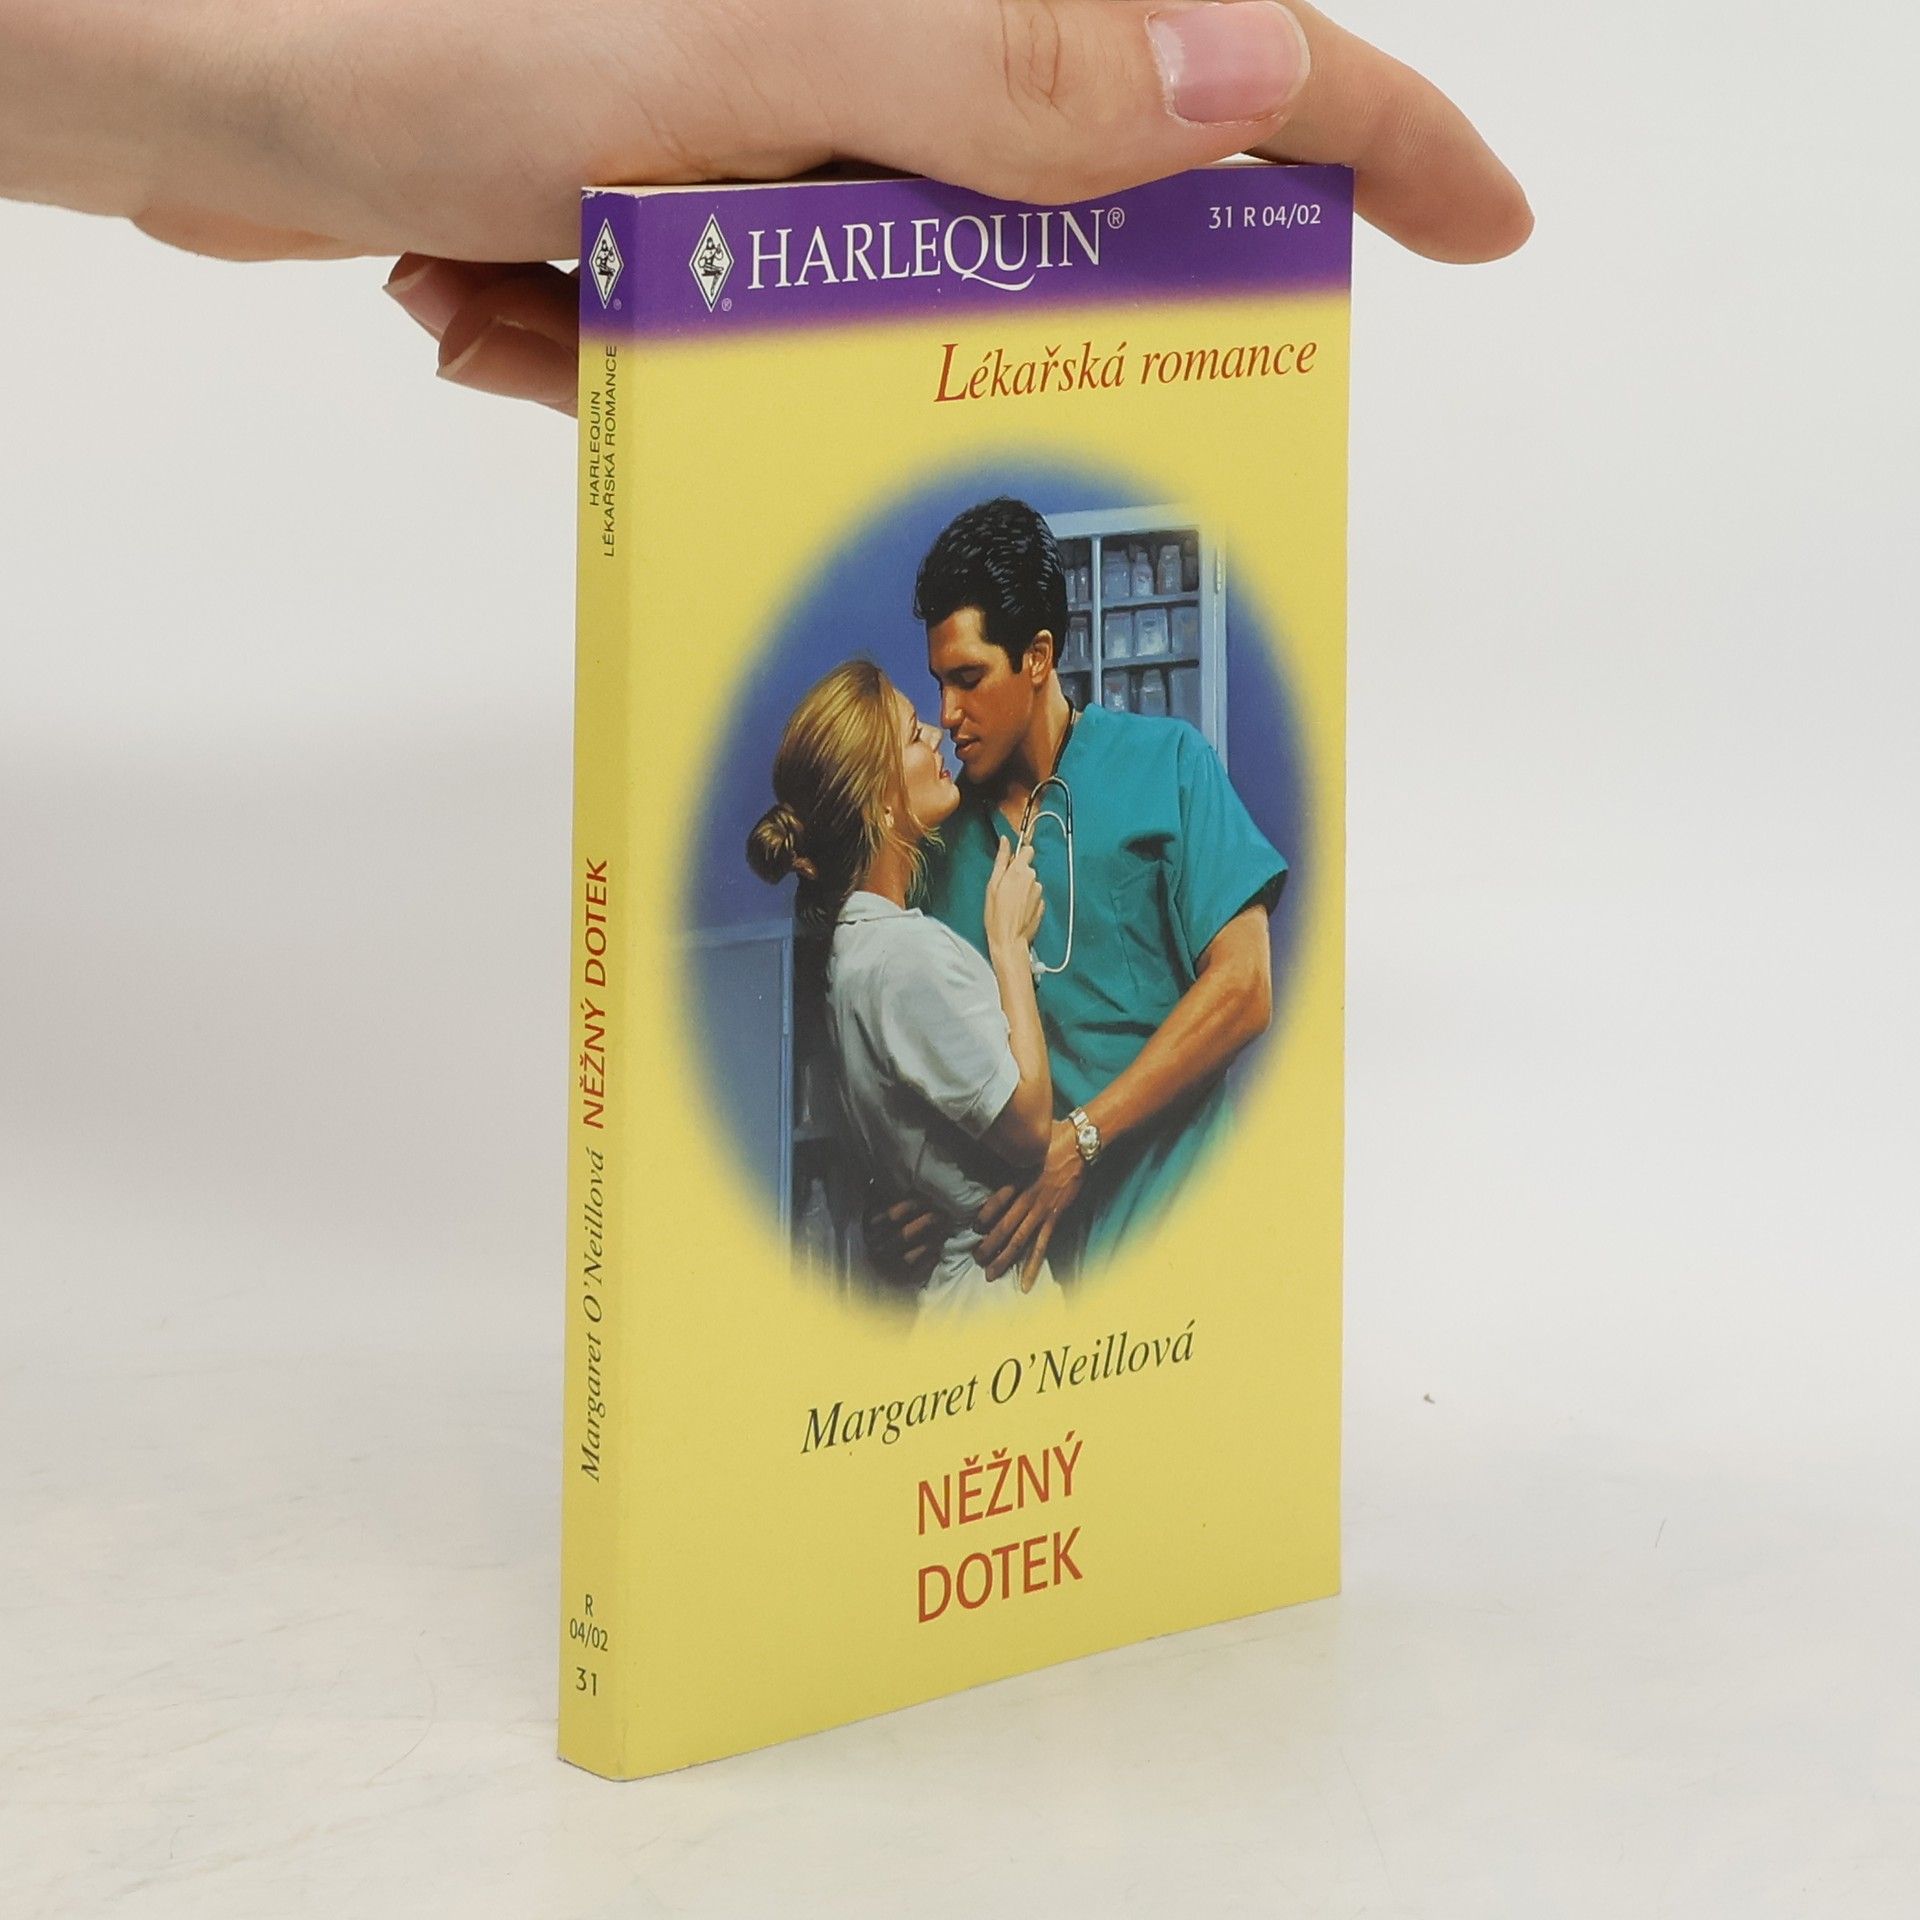 HARLEQUIN®
31 R 04/02
Lékařská romance
Margaret O'Neillová
NĚŽNÝ
DOTEK
HARLEQUIN
LÉKAŘSKÁ ROMANCE
Margaret O'Neillová NĚŽNÝ DOTEK
R
04/02
31